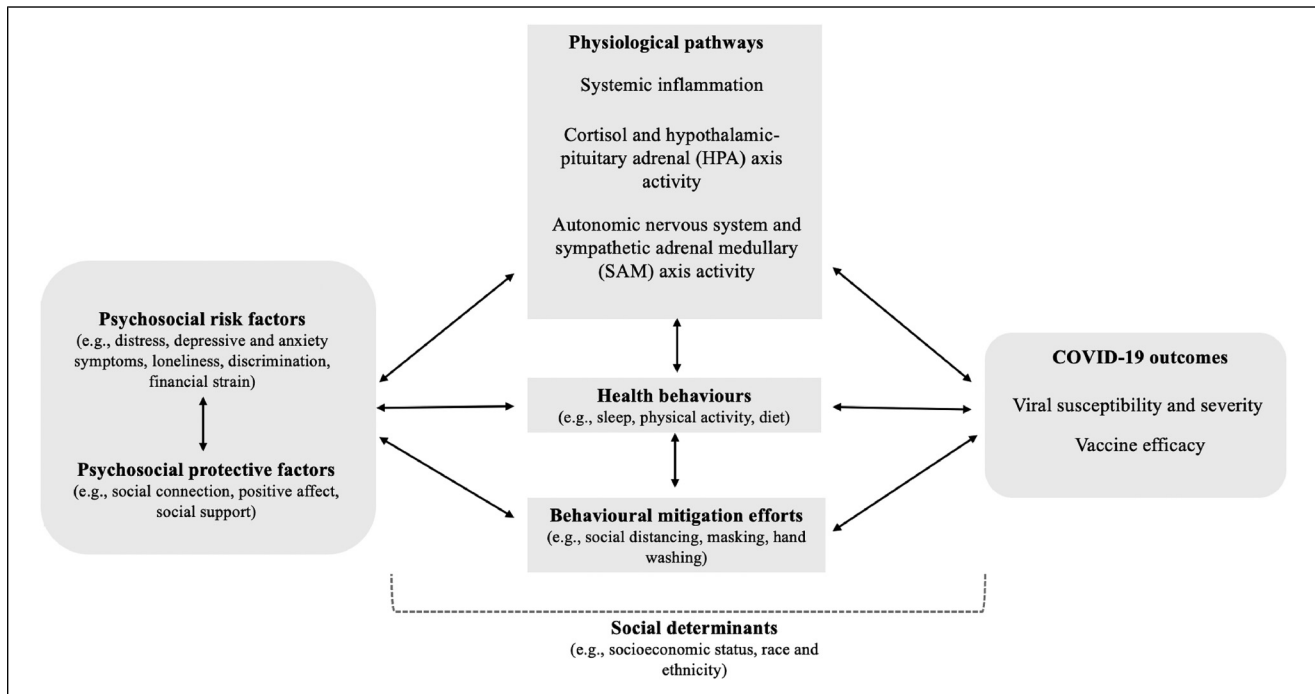 Physiological pathways
Systemic inflammation
Cortisol and hypothalamic-
pituitary adrenal (HPA) axis
activity
Autonomic nervous system and
sympathetic adrenal medullary
(SAM) axis activity
Psychosocial risk factors
(e.g., distress, depressive and anxiety
symptoms, loneliness, discrimination,
financial strain)
Psychosocial protective factors
(e.g., social connection, positive affect,
social support)
Health behaviours
(e.g., sleep, physical activity, diet)
Behavioural mitigation efforts
(e.g., social distancing, masking, hand
washing)
COVID-19 outcomes
Viral susceptibility and severity
Vaccine efficacy
Social determinants
(e.g., socioeconomic status, race and
ethnicity)